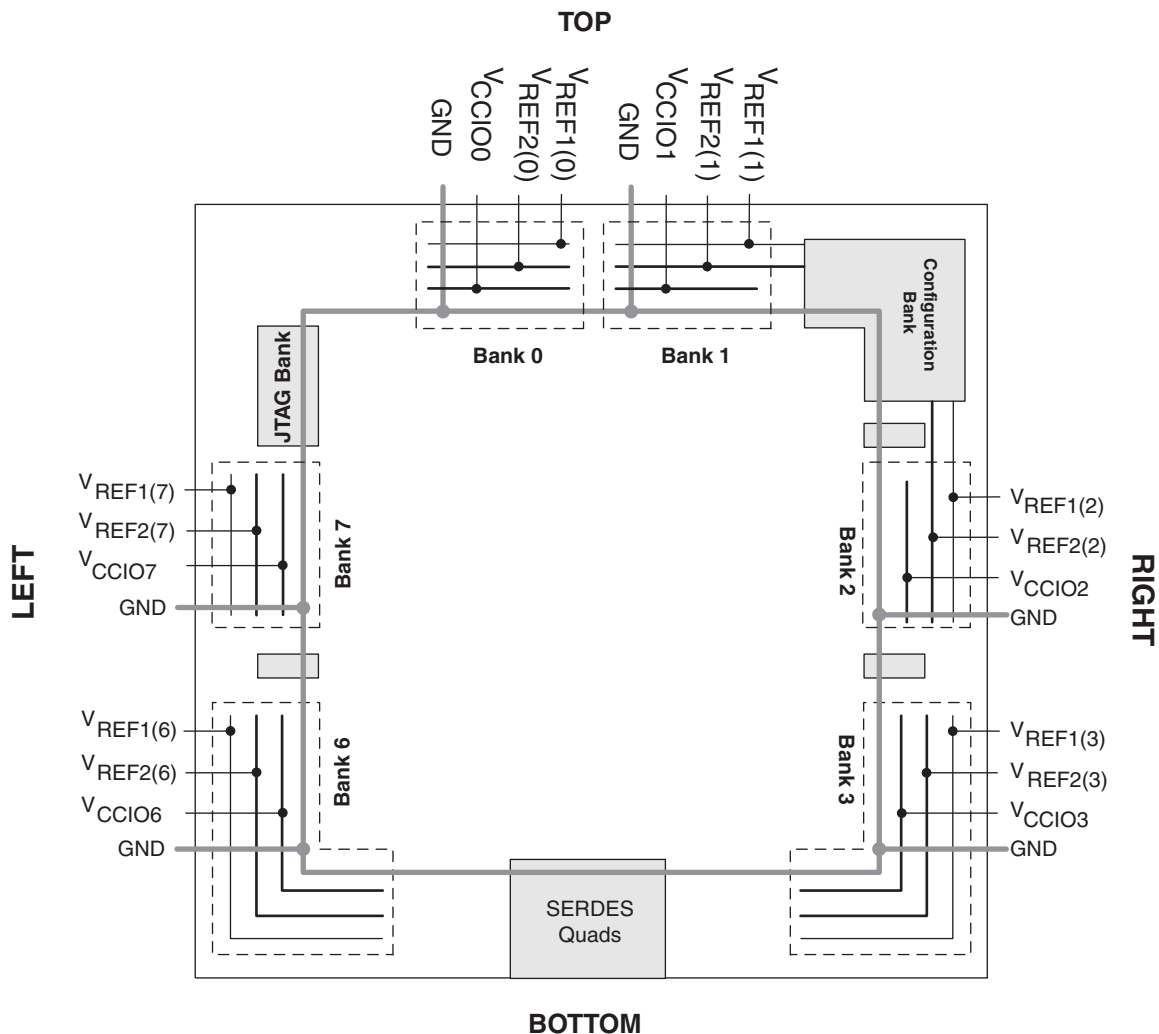 TOP
GND
VCCIO0
VREF2(0)
VREF1(0)
GND
VCCIO1
VREF2(1)
VREF1(1)
Configuration
Bank
Bank 0
Bank 1
JTAG Bank
LEFT
VREF1(7)
VREF2(7)
VCCIO7
GND
Bank 7
Bank 2
VREF1(2)
VREF2(2)
VCCIO2
GND
RIGHT
VREF1(6)
VREF2(6)
VCCIO6
GND
Bank 6
Bank 3
VREF1(3)
VREF2(3)
VCCIO3
GND
SERDES
Quads
BOTTOM